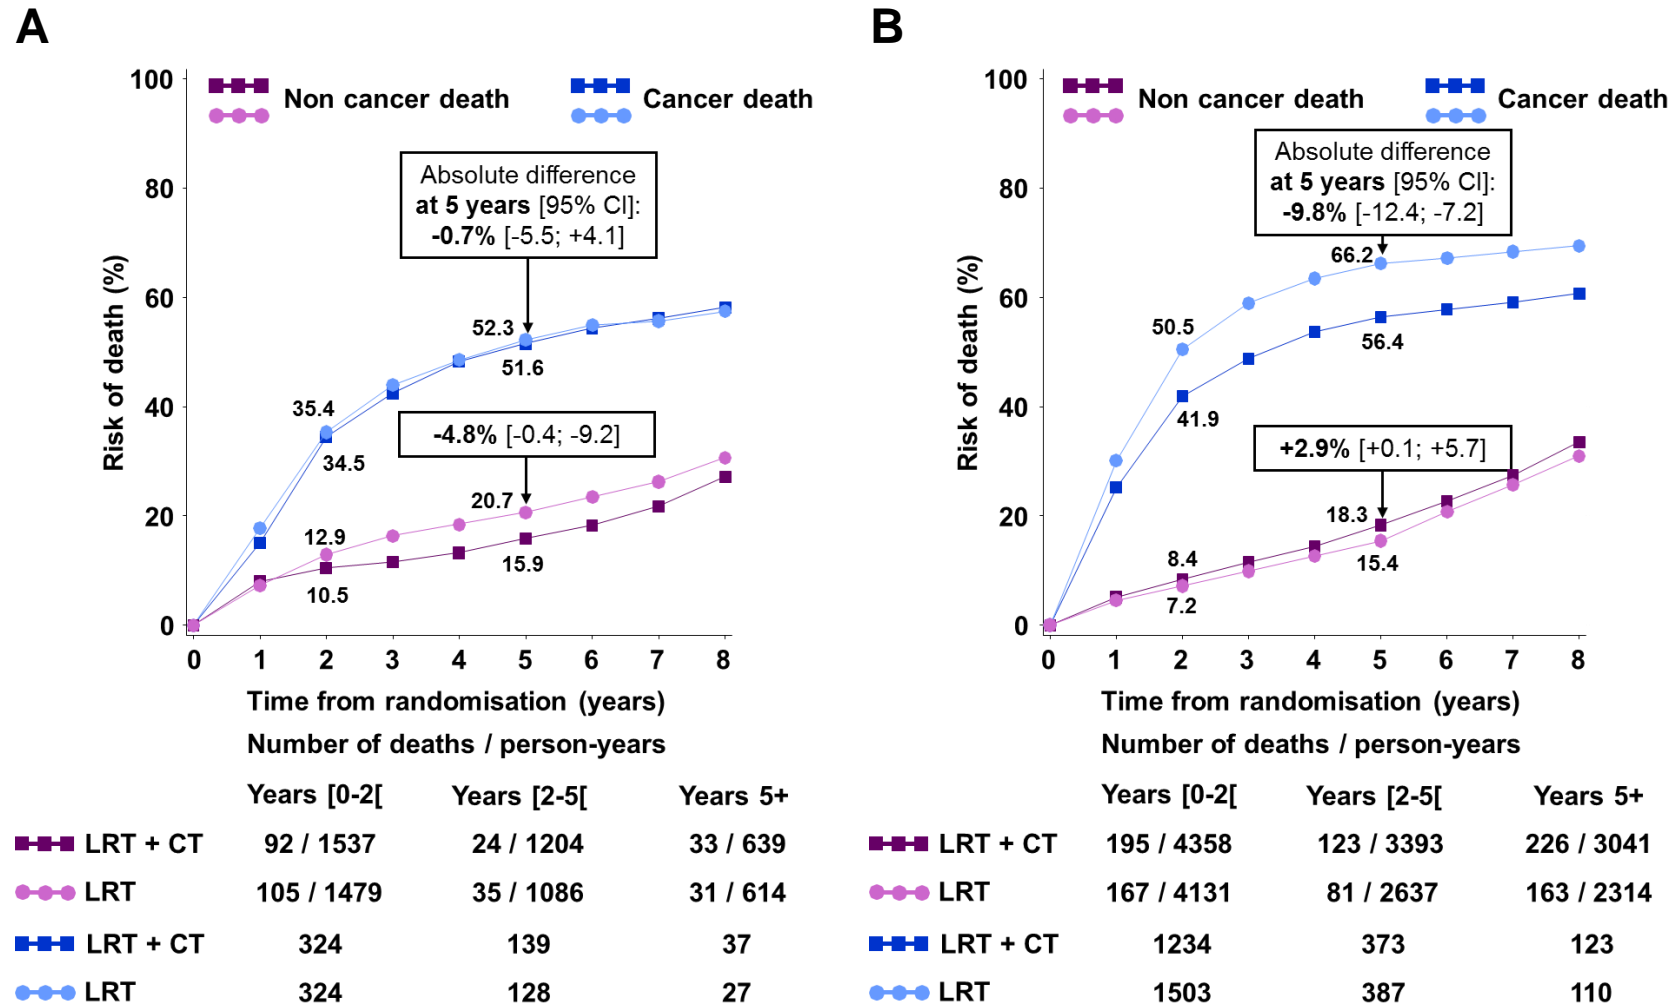 A
100
80
60
40
20
0
Risk of death (%)
Non cancer death
Cancer death
Absolute difference
at 5 years [95% CI]:
-0.7% [-5.5; +4.1]
52.3
51.6
35.4
34.5
-4.8% [-0.4; -9.2]
20.7
15.9
12.9
10.5
0 1 2 3 4 5 6 7 8
Time from randomisation (years)
Number of deaths / person-years
Years [0-2[ Years [2-5[ Years 5+
LRT + CT 92 / 1537 24 / 1204 33 / 639
LRT 105 / 1479 35 / 1086 31 / 614
LRT + CT 324 139 37
LRT 324 128 27
B
100
80
60
40
20
0
Risk of death (%)
Non cancer death
Cancer death
Absolute difference
at 5 years [95% CI]:
-9.8% [-12.4; -7.2]
66.2
56.4
50.5
41.9
+2.9% [+0.1; +5.7]
18.3
15.4
8.4
7.2
0 1 2 3 4 5 6 7 8
Time from randomisation (years)
Number of deaths / person-years
Years [0-2[ Years [2-5[ Years 5+
LRT + CT 195 / 4358 123 / 3393 226 / 3041
LRT 167 / 4131 81 / 2637 163 / 2314
LRT + CT 1234 373 123
LRT 1503 387 110